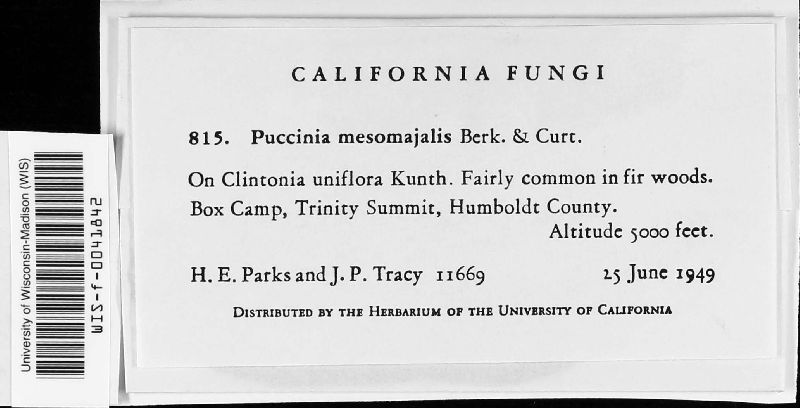 CALIFORNIA FUNGI
815. Puccinia mesomajalis Berk. & Curt.
On Clintonia uniflora Kunth. Fairly common in fir woods.
Box Camp, Trinity Summit, Humboldt County.
Altitude 5000 feet.
H. E. Parks and J. P. Tracy 11669 25 June 1949
DISTRIBUTED BY THE HERBARIUM OF THE UNIVERSITY OF CALIFORNIA
University of Wisconsin-Madison (WIS)
WIS-f-0041842